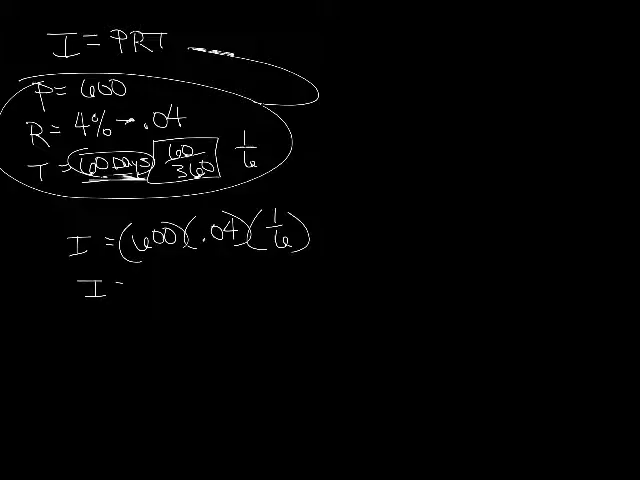 I = PRT
P = 600
R = 4% → .04
T = 60 Days 60/360 1/6
I = (600)(.04)(1/6)
I =